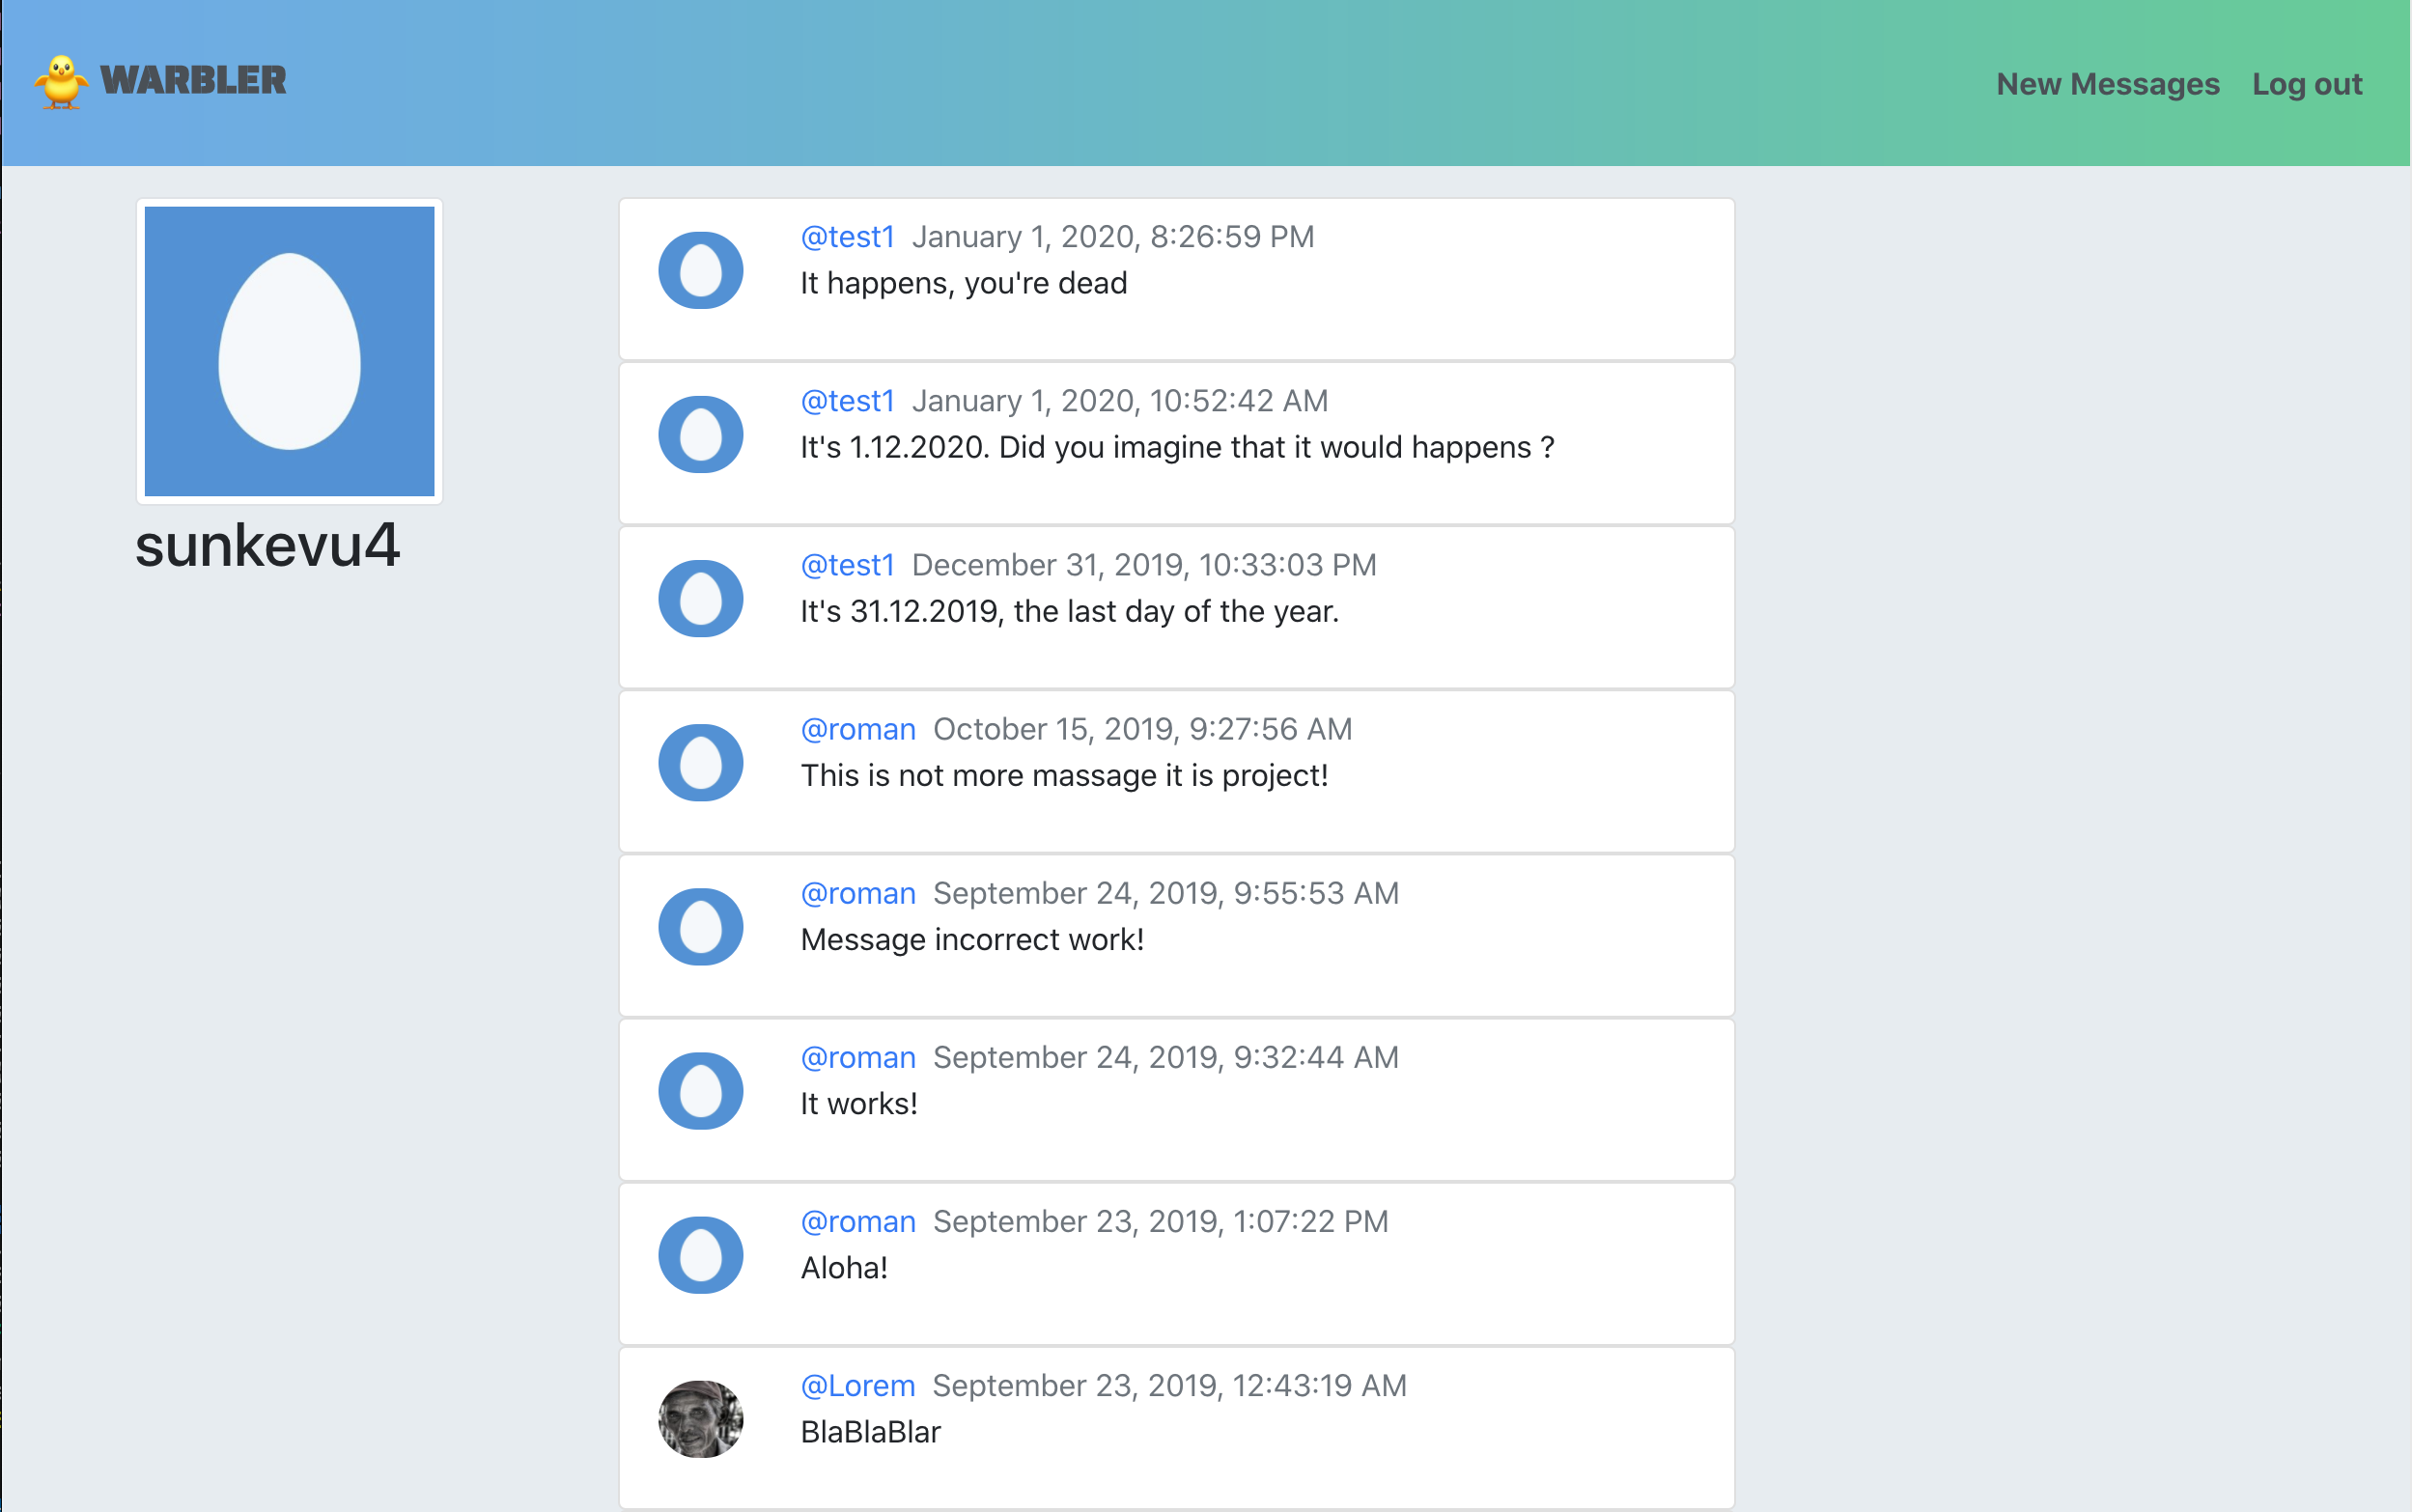 WARBLER
New Messages Log out
sunkevu4
@test1 January 1, 2020, 8:26:59 PM
It happens, you're dead
@test1 January 1, 2020, 10:52:42 AM
It's 1.12.2020. Did you imagine that it would happens ?
@test1 December 31, 2019, 10:33:03 PM
It's 31.12.2019, the last day of the year.
@roman October 15, 2019, 9:27:56 AM
This is not more massage it is project!
@roman September 24, 2019, 9:55:53 AM
Message incorrect work!
@roman September 24, 2019, 9:32:44 AM
It works!
@roman September 23, 2019, 1:07:22 PM
Aloha!
@Lorem September 23, 2019, 12:43:19 AM
BlaBlaBlar